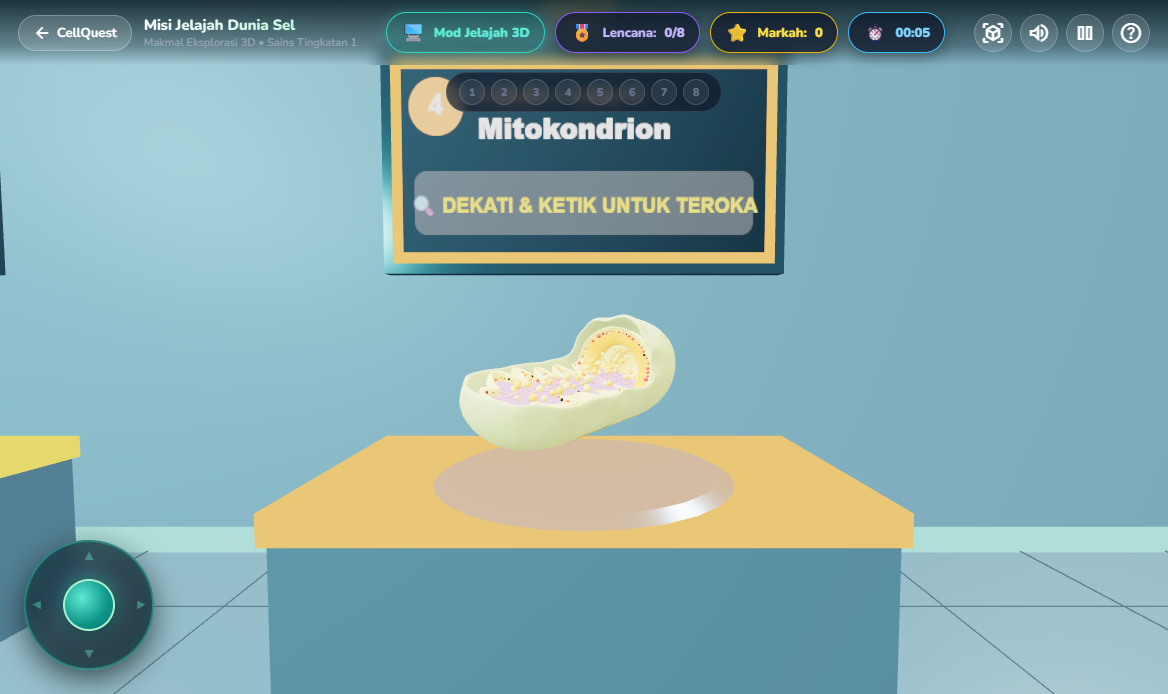 CellQuest
Misi Jelajah Dunia Sel
Makmal Eksplorasi 3D • Sains Tingkatan 1
Mod Jelajah 3D
Lencana: 0/8
Markah: 0
00:05
1 2 3 4 5 6 7 8
4
Mitokondrion
DEKATI & KETIK UNTUK TEROKA